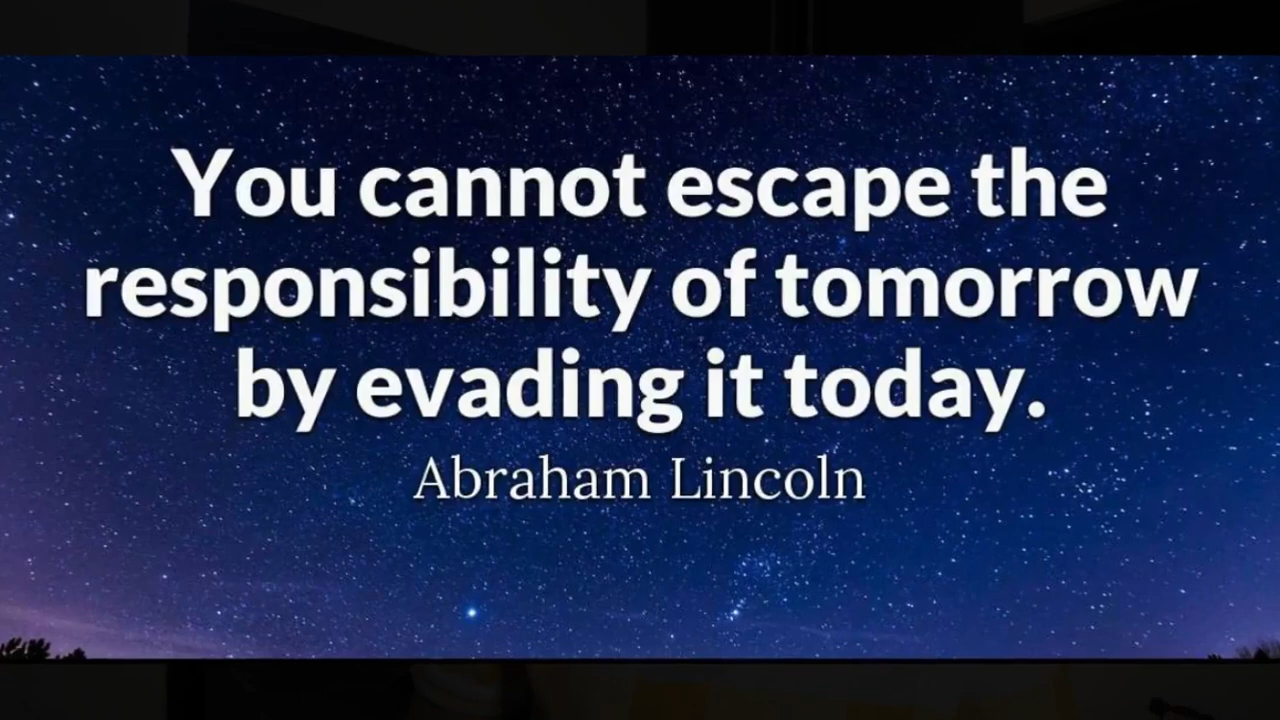 You cannot escape the
responsibility of tomorrow
by evading it today.
Abraham Lincoln